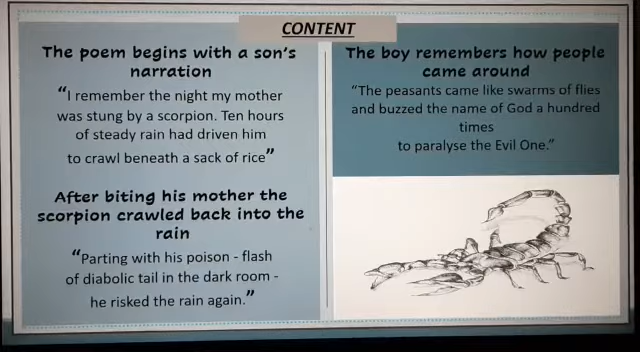 CONTENT
The poem begins with a son's
narration
"I remember the night my mother
was stung by a scorpion. Ten hours
of steady rain had driven him
to crawl beneath a sack of rice"
After biting his mother the
scorpion crawled back into the
rain
"Parting with his poison - flash
of diabolic tail in the dark room -
he risked the rain again."
The boy remembers how people
came around
"The peasants came like swarms of flies
and buzzed the name of God a hundred
times
to paralyse the Evil One."